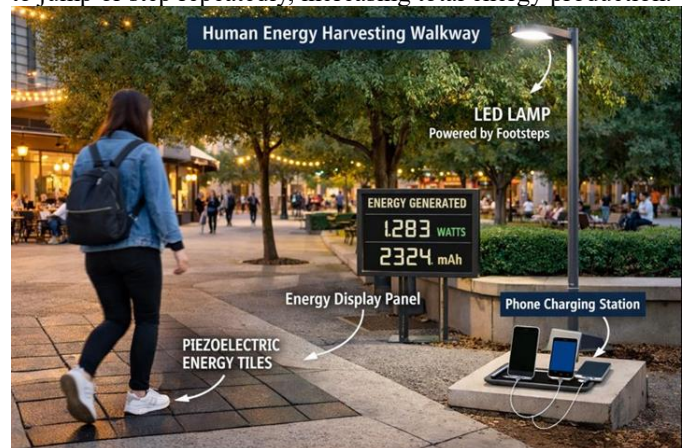 to jump or step repeatedly, increasing total energy production.
Human Energy Harvesting Walkway
LED LAMP
Powered by Footsteps
ENERGY GENERATED
1.283 WATTS
2324 mAh
Energy Display Panel
Phone Charging Station
PIEZOELECTRIC
ENERGY TILES